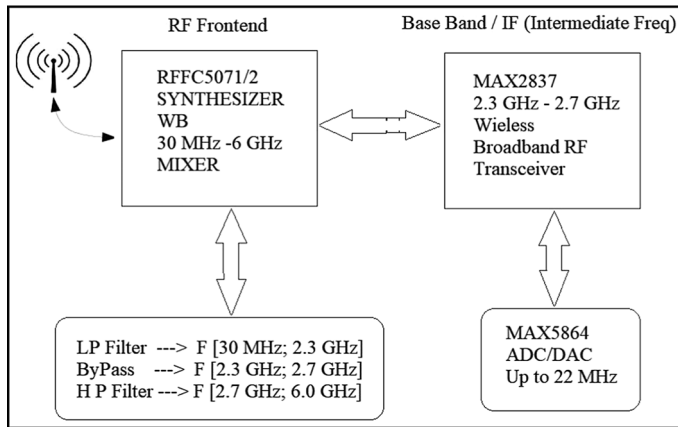 RF Frontend
Base Band / IF (Intermediate Freq)
RFFC5071/2
SYNTHESIZER
WB
30 MHz -6 GHz
MIXER
MAX2837
2.3 GHz - 2.7 GHz
Wieless
Broadband RF
Transceiver
LP Filter ---> F [30 MHz; 2.3 GHz]
ByPass ---> F [2.3 GHz; 2.7 GHz]
H P Filter ---> F [2.7 GHz; 6.0 GHz]
MAX5864
ADC/DAC
Up to 22 MHz